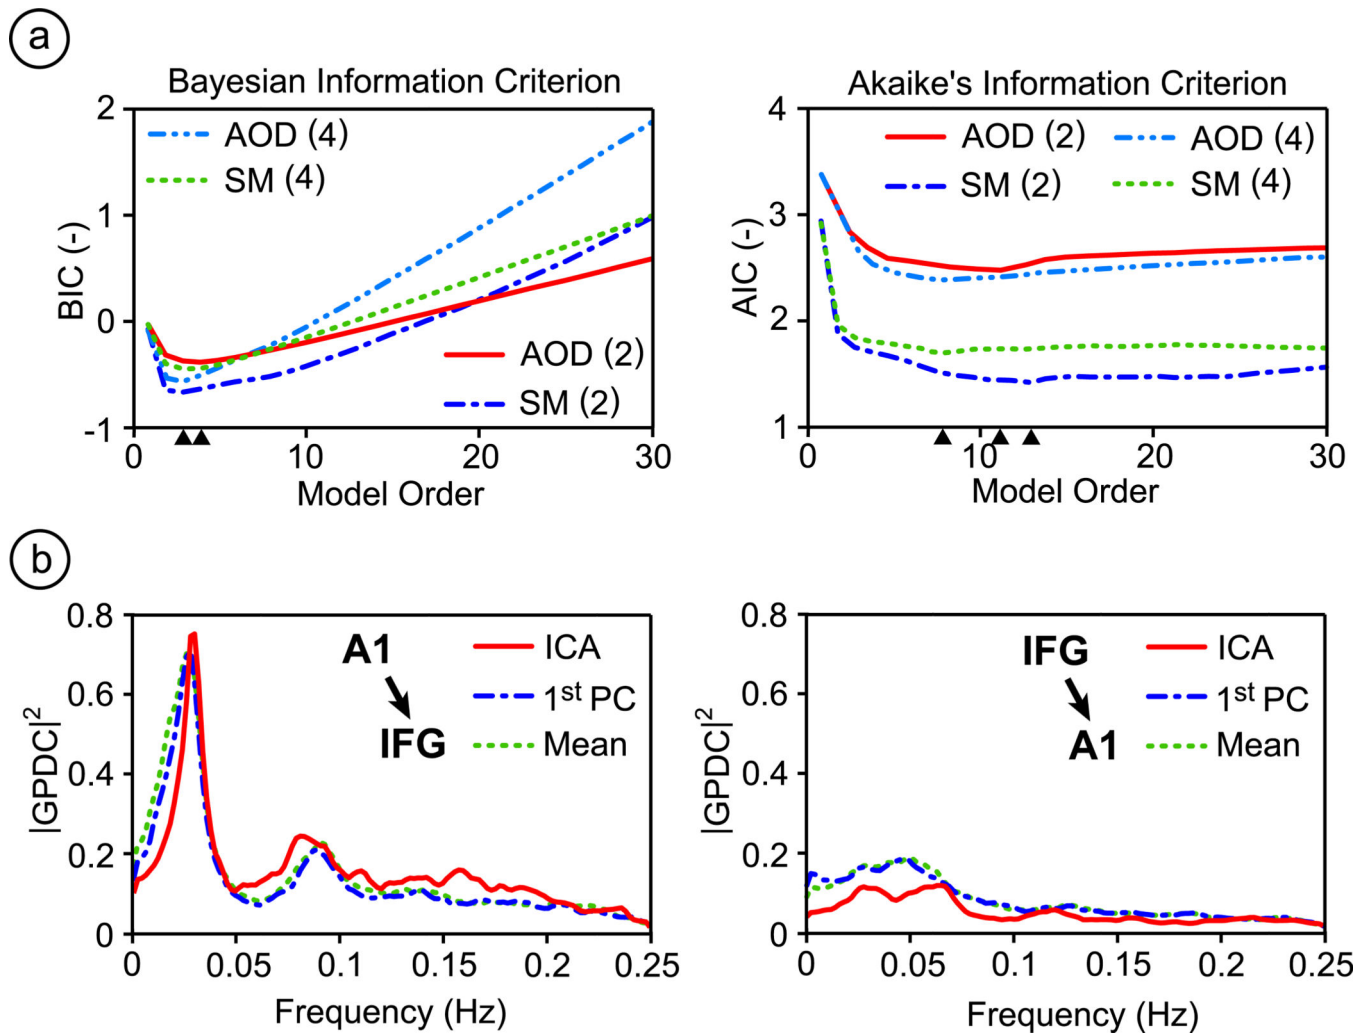 a
Bayesian Information Criterion
2
1
0
-1
BIC (-)
AOD (4)
SM (4)
AOD (2)
SM (2)
0 10 20 30
Model Order
Akaike's Information Criterion
4
3
2
1
AIC (-)
AOD (2) AOD (4)
SM (2) SM (4)
0 10 20 30
Model Order
b
0.8
0.6
0.4
0.2
0
|GPDC|²
A1
IFG
ICA
1st PC
Mean
0 0.05 0.1 0.15 0.2 0.25
Frequency (Hz)
0.8
0.6
0.4
0.2
0
|GPDC|²
IFG
A1
ICA
1st PC
Mean
0 0.05 0.1 0.15 0.2 0.25
Frequency (Hz)